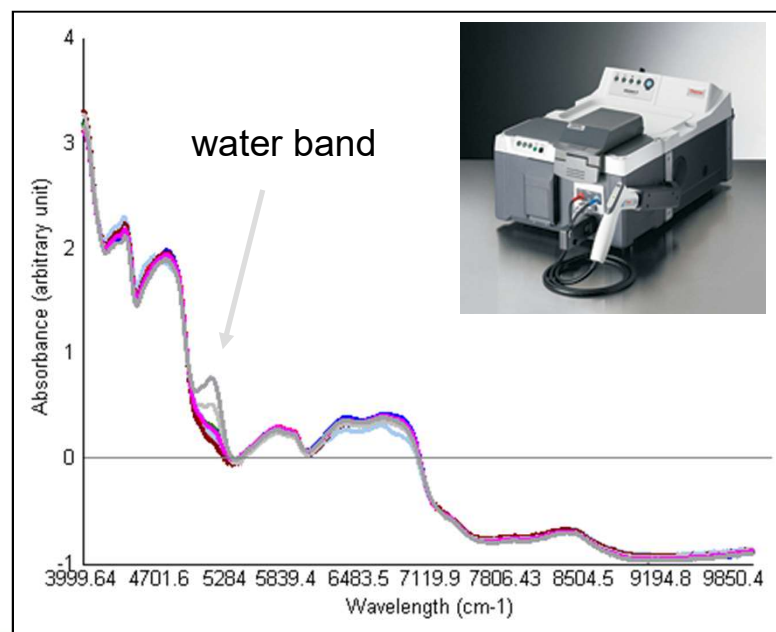 4
water band
3
2
Absorbance (arbitrary unit)
1
0
-1
3999.64 4701.6 5284 5839.4 6483.5 7119.9 7806.43 8504.5 9194.8 9850.4
Wavelength (cm-1)